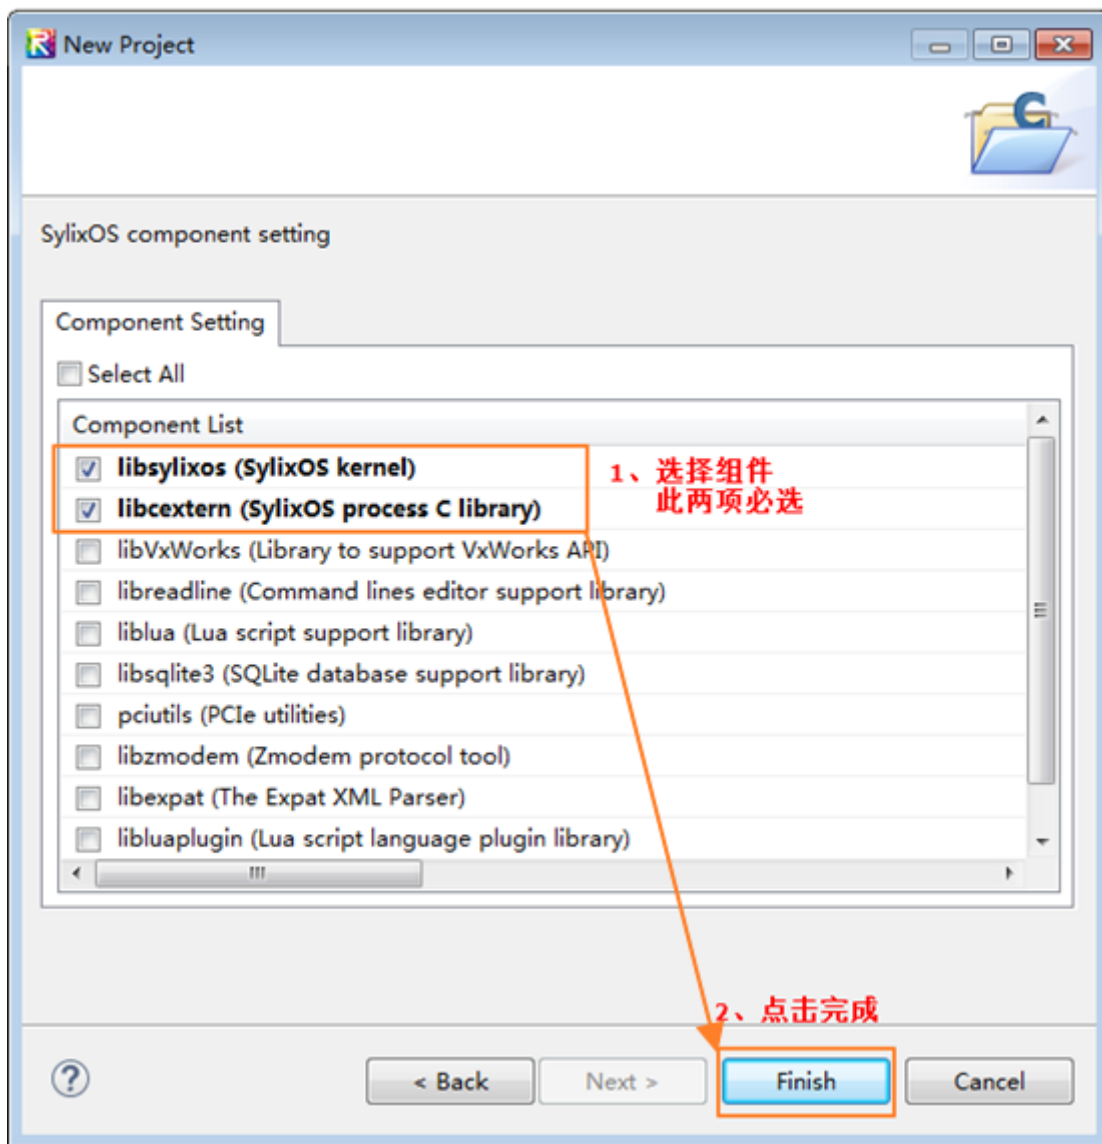 New Project
SylixOS component setting
Component Setting
Select All
Component List
libsylixos (SylixOS kernel)
1、选择组件
libcextern (SylixOS process C library)
此两项必选
libVxWorks (Library to support VxWorks API)
libreadline (Command lines editor support library)
liblua (Lua script support library)
libsqlite3 (SQLite database support library)
pciutils (PCIe utilities)
libzmodem (Zmodem protocol tool)
libexpat (The Expat XML Parser)
libluaplugin (Lua script language plugin library)
2、点击完成
< Back
Next >
Finish
Cancel